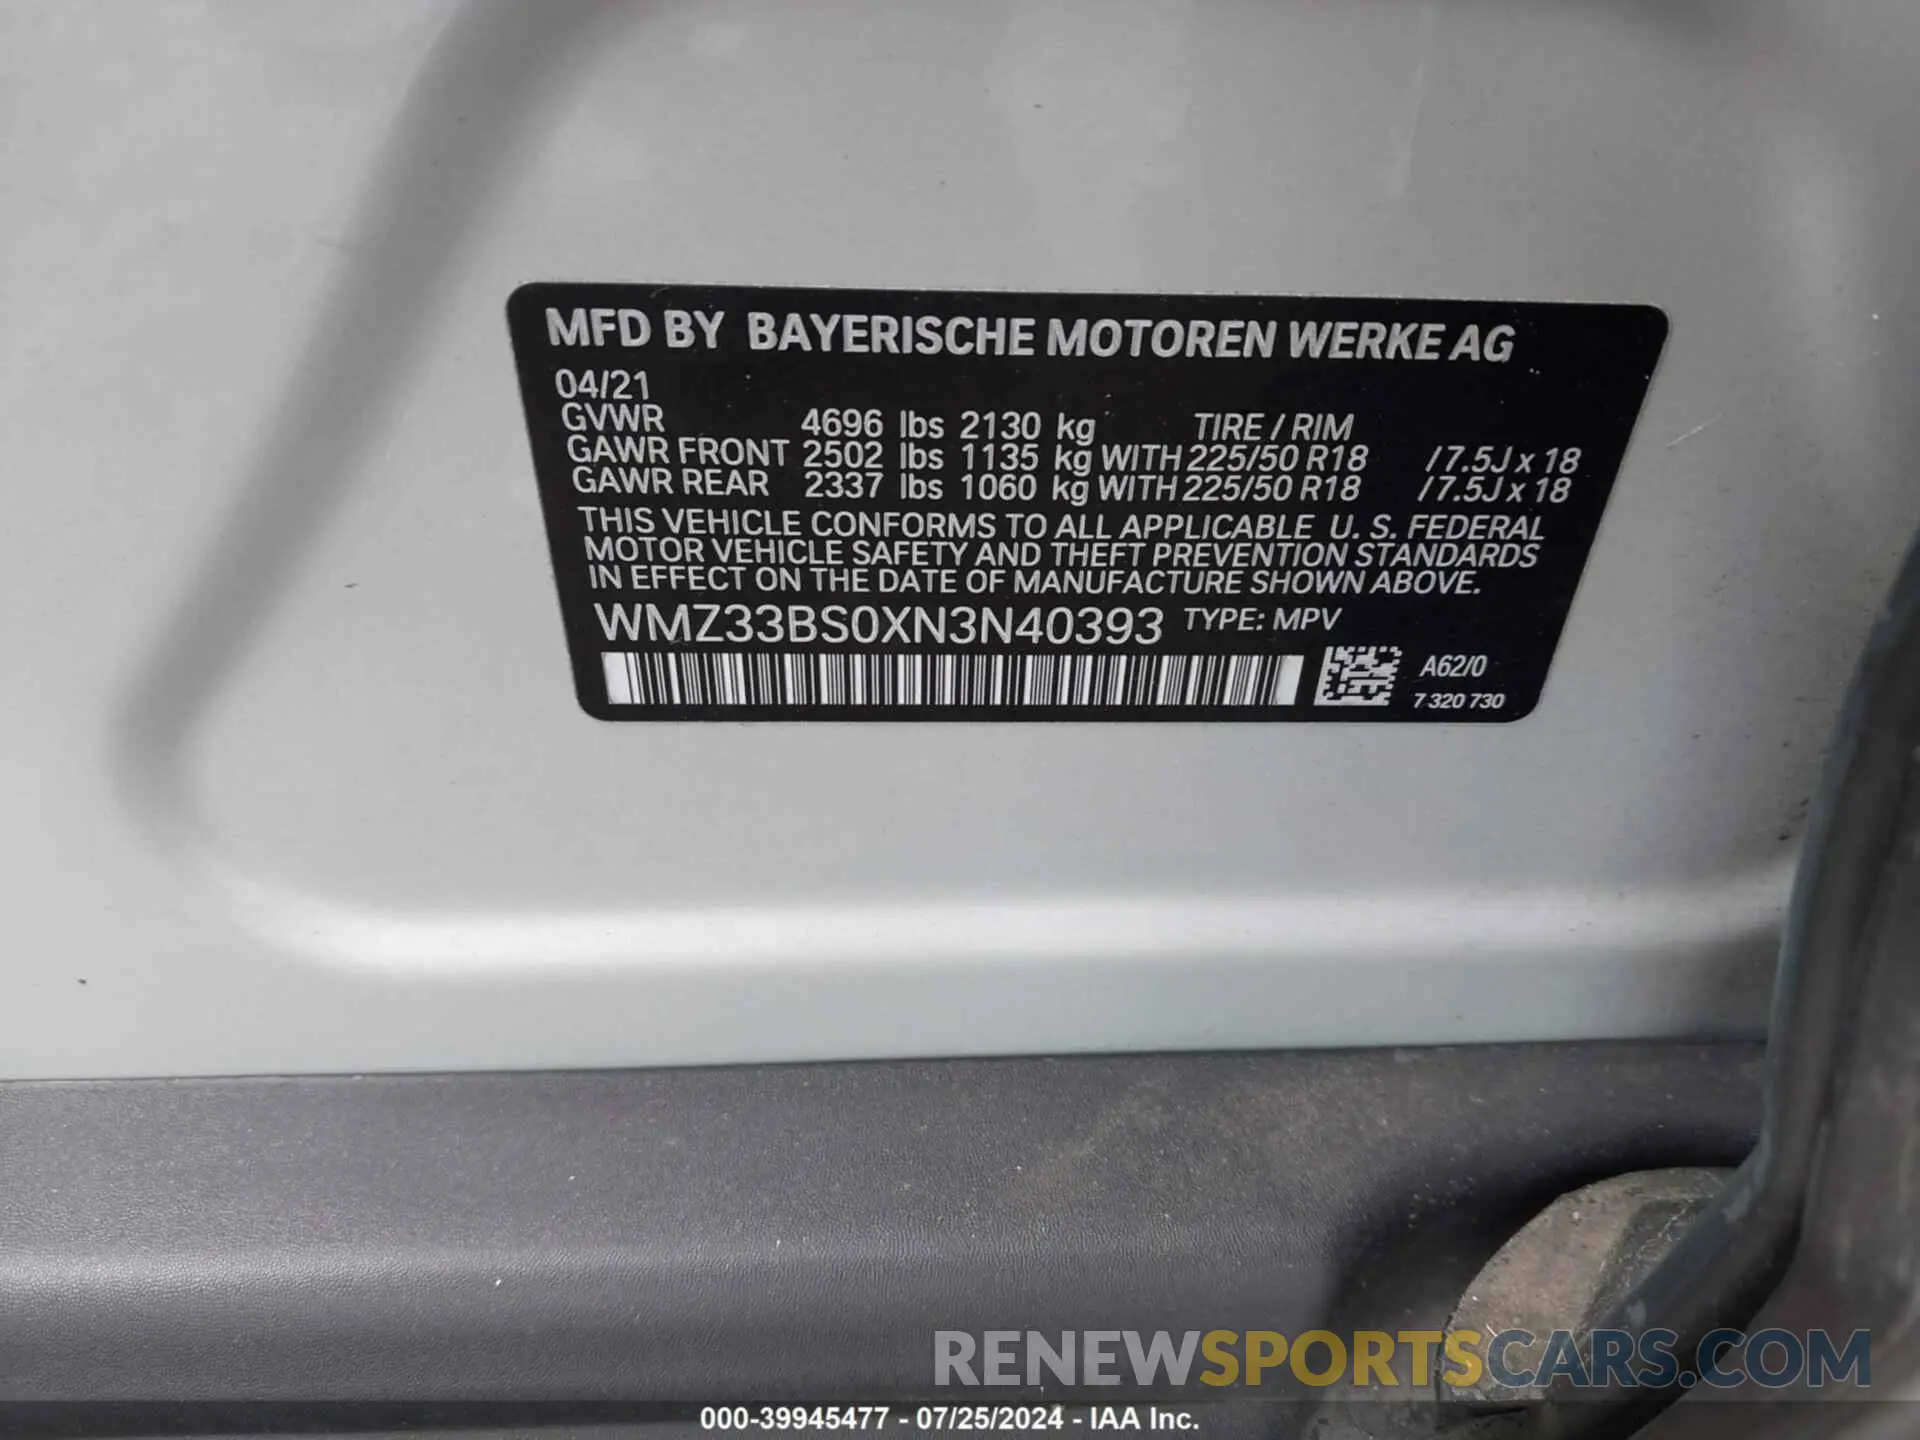 MFD BY BAYERISCHE MOTOREN WERKE AG
04/21
GVWR 4696 lbs 2130 kg TIRE / RIM
GAWR FRONT 2502 lbs 1135 kg WITH 225/50 R18 / 7.5J x 18
GAWR REAR 2337 lbs 1060 kg WITH 225/50 R18 / 7.5J x 18
THIS VEHICLE CONFORMS TO ALL APPLICABLE U. S. FEDERAL
MOTOR VEHICLE SAFETY AND THEFT PREVENTION STANDARDS
IN EFFECT ON THE DATE OF MANUFACTURE SHOWN ABOVE.
WMZ33BS0XN3N40393 TYPE: MPV
A62/0
7 320 730
RENEWSPORTSCARS.COM
000-39945477 - 07/25/2024 - IAA Inc.